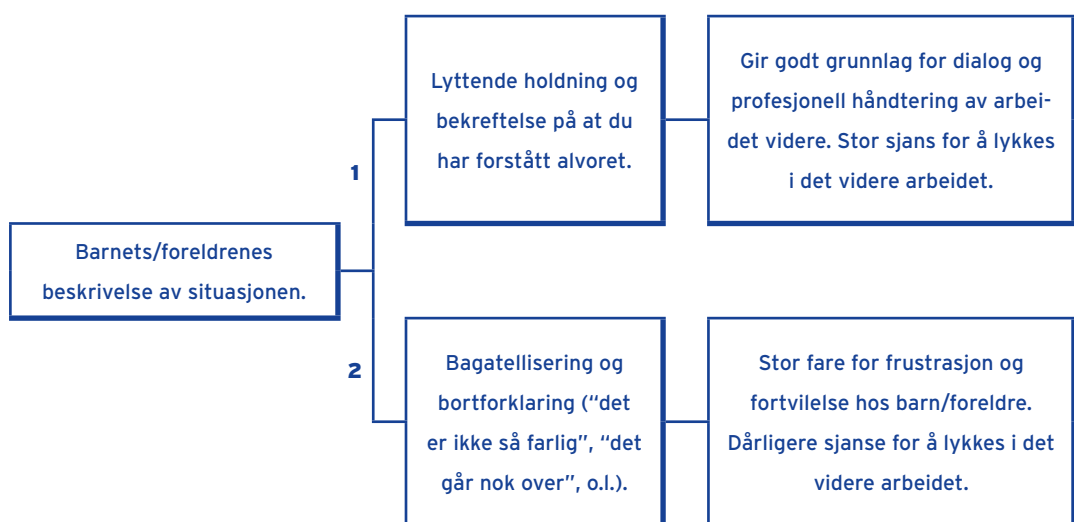 Barnets/foreldrenes
beskrivelse av situasjonen.
1
Lyttende holdning og
bekreftelse på at du
har forstått alvoret.
Gir godt grunnlag for dialog og
profesjonell håndtering av arbei-
det videre. Stor sjans for å lykkes
i det videre arbeidet.
2
Bagatellisering og
bortforklaring (“det
er ikke så farlig”, “det
går nok over”, o.l.).
Stor fare for frustrasjon og
fortvilelse hos barn/foreldre.
Dårligere sjanse for å lykkes i det
videre arbeidet.